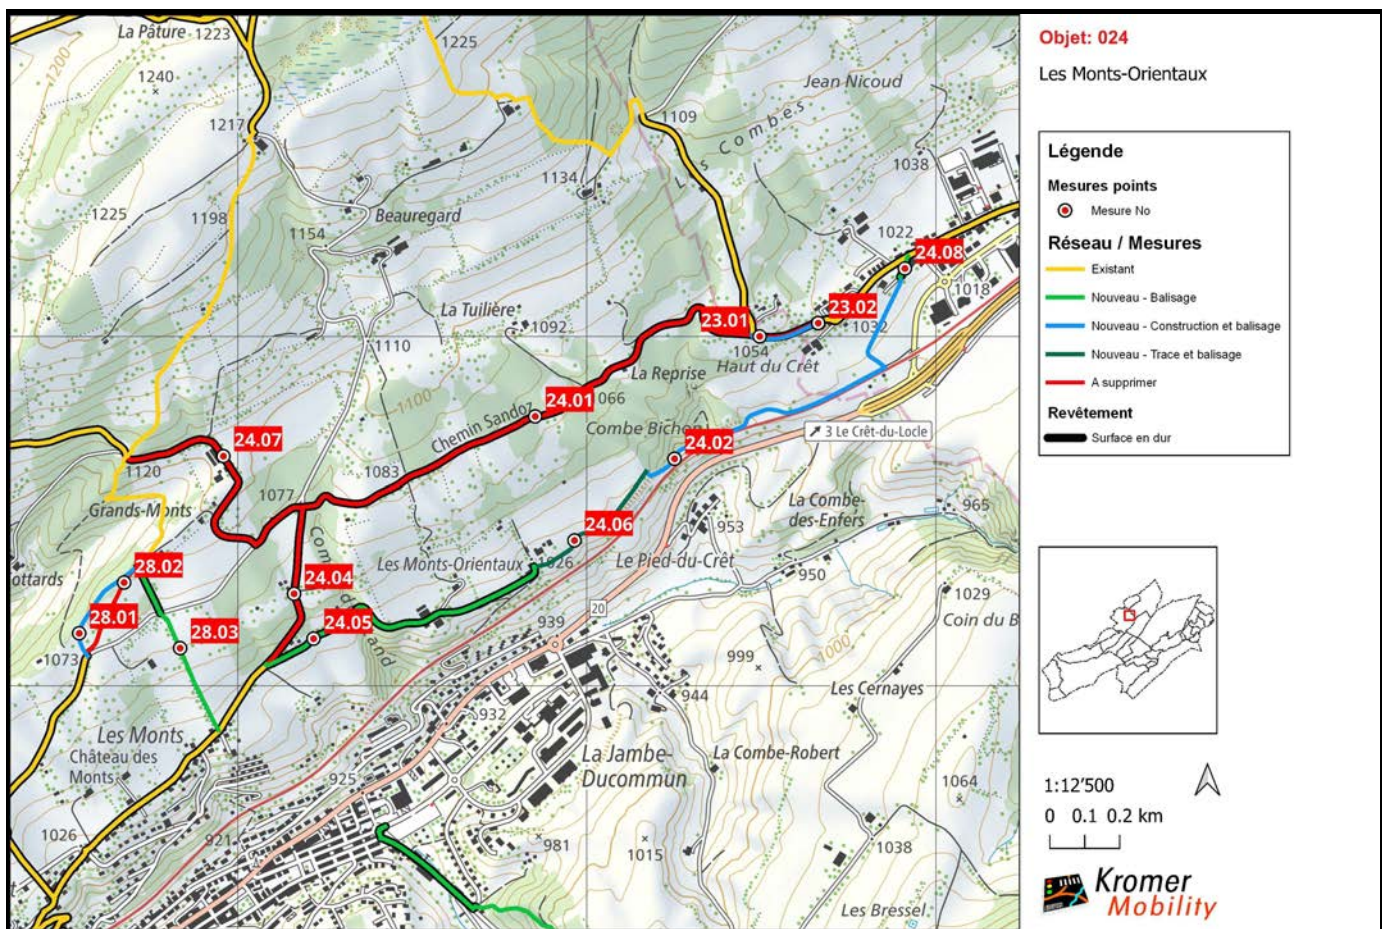 La Pâture
1223
1225
1240
1200
1217
Jean Nicoud
1109
Les Combes
1038
1134
1225
1198
Beauregard
1154
1022
24.08
1018
La Tuilière
1092
23.01
23.02
1032
1054
Haut du Crêt
1110
La Reprise
1100
24.01
1066
Chemin Sandoz
Combe Bichon
24.02
3 Le Crêt-du-Locle
24.07
1120
1083
1077
Grands-Monts
La Combe-
des-Enfers
965
953
24.06
Le Pied-du-Crêt
950
Les Monts-Orientaux
1026
28.02
24.04
1029
Coin du B
28.01
28.03
24.05
20
939
1073
999
1000
Les Cernayes
944
932
Les Monts
Château des
Monts
La Jambe-
Ducommun
La Combe-Robert
925
1064
1026
921
981
1015
1038
Les Bressel
Objet: 024
Les Monts-Orientaux
Légende
Mesures points
Mesure No
Réseau / Mesures
Existant
Nouveau - Balisage
Nouveau - Construction et balisage
Nouveau - Trace et balisage
A supprimer
Revêtement
Surface en dur
1:12'500
0 0.1 0.2 km
Kromer
Mobility